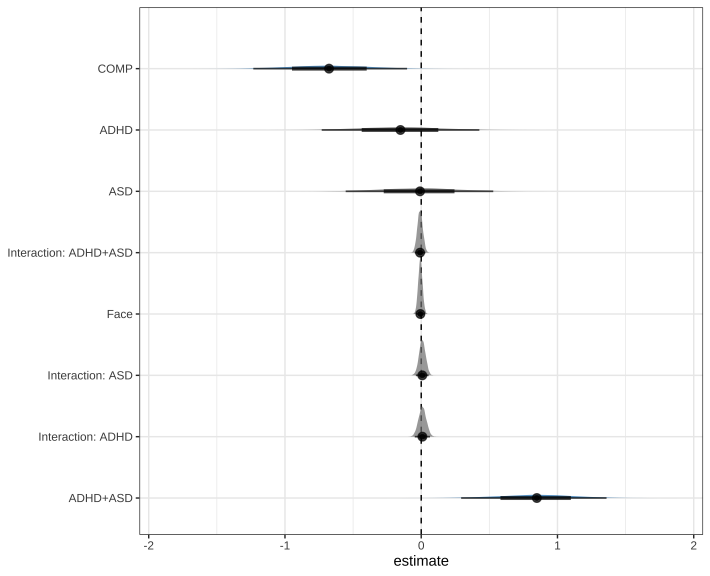 COMP
ADHD
ASD
Interaction: ADHD+ASD
Face
Interaction: ASD
Interaction: ADHD
ADHD+ASD
-2 -1 0 1 2
estimate